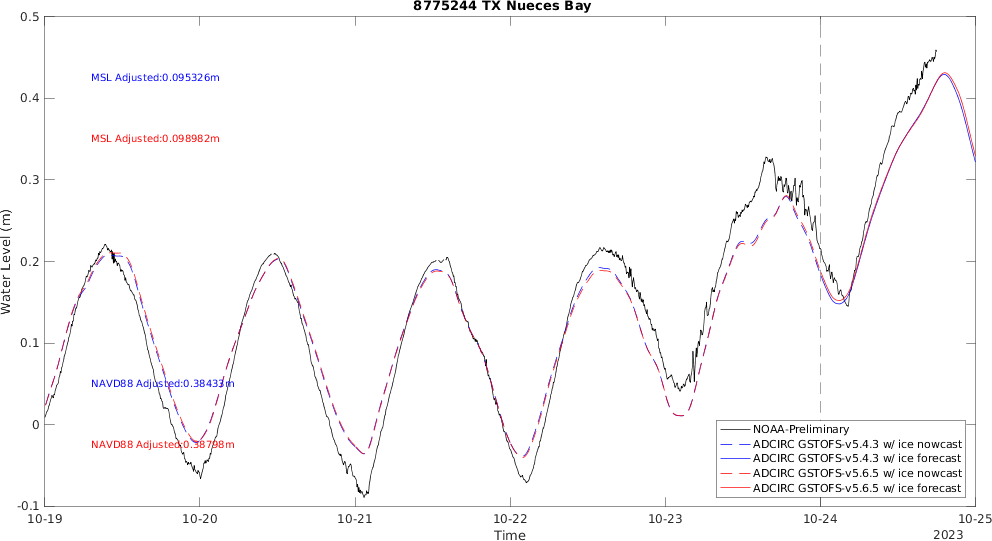 8775244 TX Nueces Bay
0.5
MSL Adjusted:0.095326m
0.4
MSL Adjusted:0.098982m
0.3
Water Level (m)
0.2
0.1
NAVD88 Adjusted:0.38433m
0
NAVD88 Adjusted:0.38798m
NOAA-Preliminary
ADCIRC GSTOFS-v5.4.3 w/ ice nowcast
ADCIRC GSTOFS-v5.4.3 w/ ice forecast
ADCIRC GSTOFS-v5.6.5 w/ ice nowcast
ADCIRC GSTOFS-v5.6.5 w/ ice forecast
-0.1
10-19 10-20 10-21 10-22 10-23 10-24 10-25
Time
2023